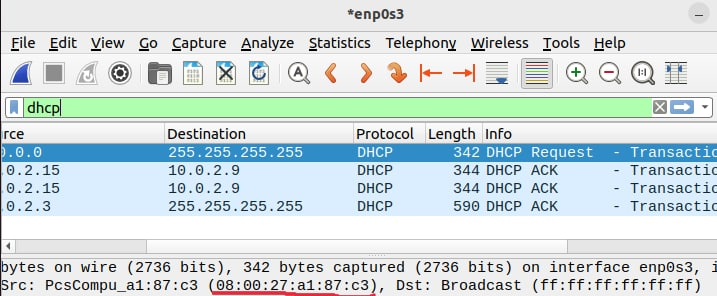 *enp0s3
File Edit View Go Capture Analyze Statistics Telephony Wireless Tools Help
dhcp
rce Destination Protocol Length Info
0.0.0 255.255.255.255 DHCP 342 DHCP Request - Transactio
.0.2.15 10.0.2.9 DHCP 344 DHCP ACK - Transactio
.0.2.15 10.0.2.9 DHCP 344 DHCP ACK - Transactio
.0.2.3 255.255.255.255 DHCP 590 DHCP ACK - Transactio
bytes on wire (2736 bits), 342 bytes captured (2736 bits) on interface enp0s3, i
Src: PcsCompu_a1:87:c3 (08:00:27:a1:87:c3), Dst: Broadcast (ff:ff:ff:ff:ff:ff)